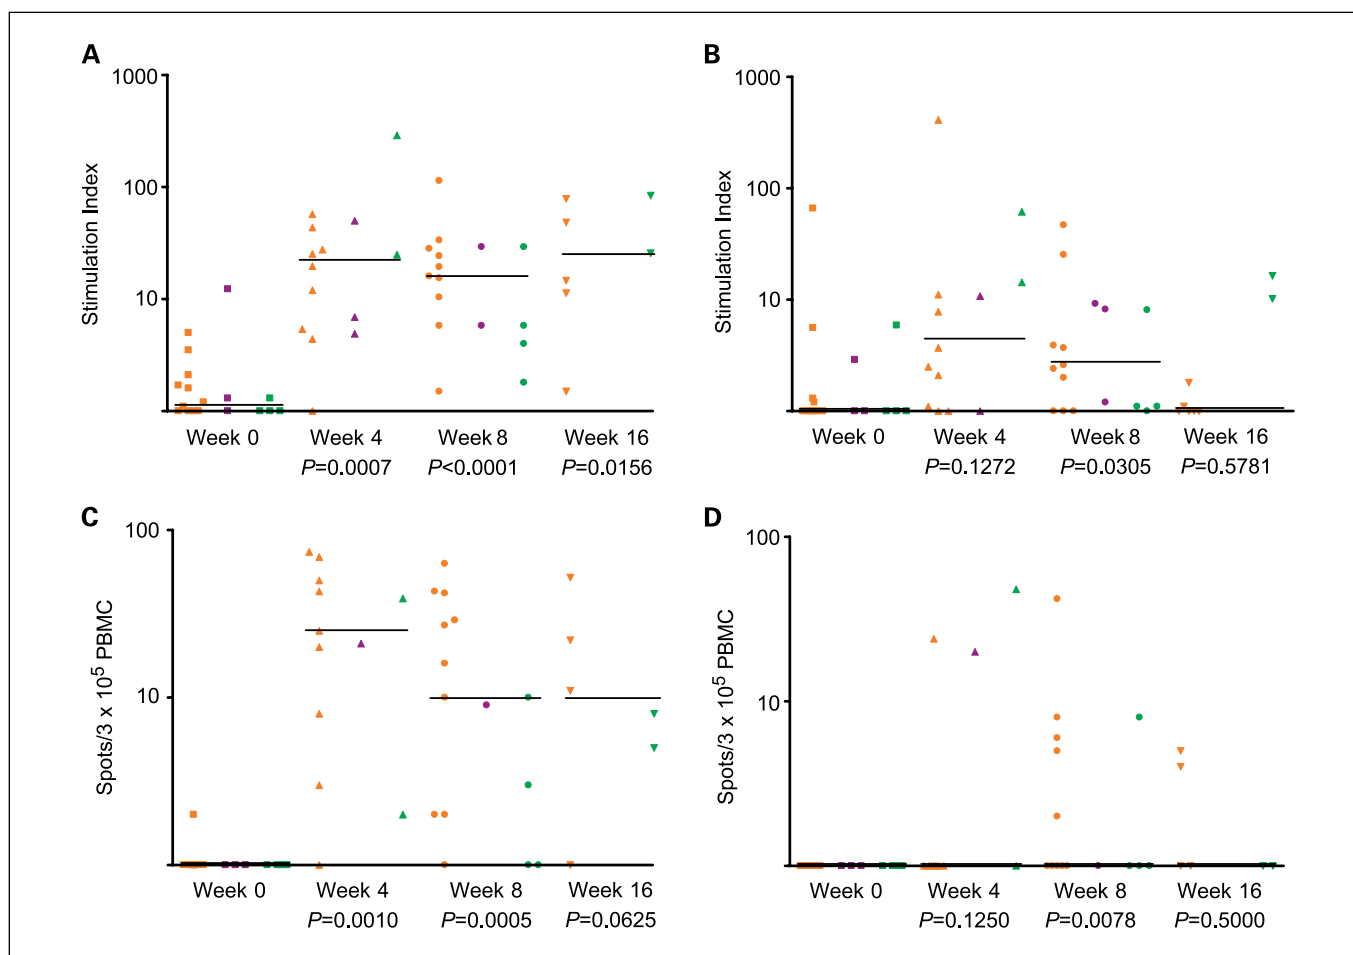 A
1000
100
10
Stimulation Index
Week 0 Week 4 Week 8 Week 16
P=0.0007 P<0.0001 P=0.0156
B
1000
100
10
Stimulation Index
Week 0 Week 4 Week 8 Week 16
P=0.1272 P=0.0305 P=0.5781
C
100
10
Spots/3 x 10⁵ PBMC
Week 0 Week 4 Week 8 Week 16
P=0.0010 P=0.0005 P=0.0625
D
100
10
Spots/3 x 10⁵ PBMC
Week 0 Week 4 Week 8 Week 16
P=0.1250 P=0.0078 P=0.5000